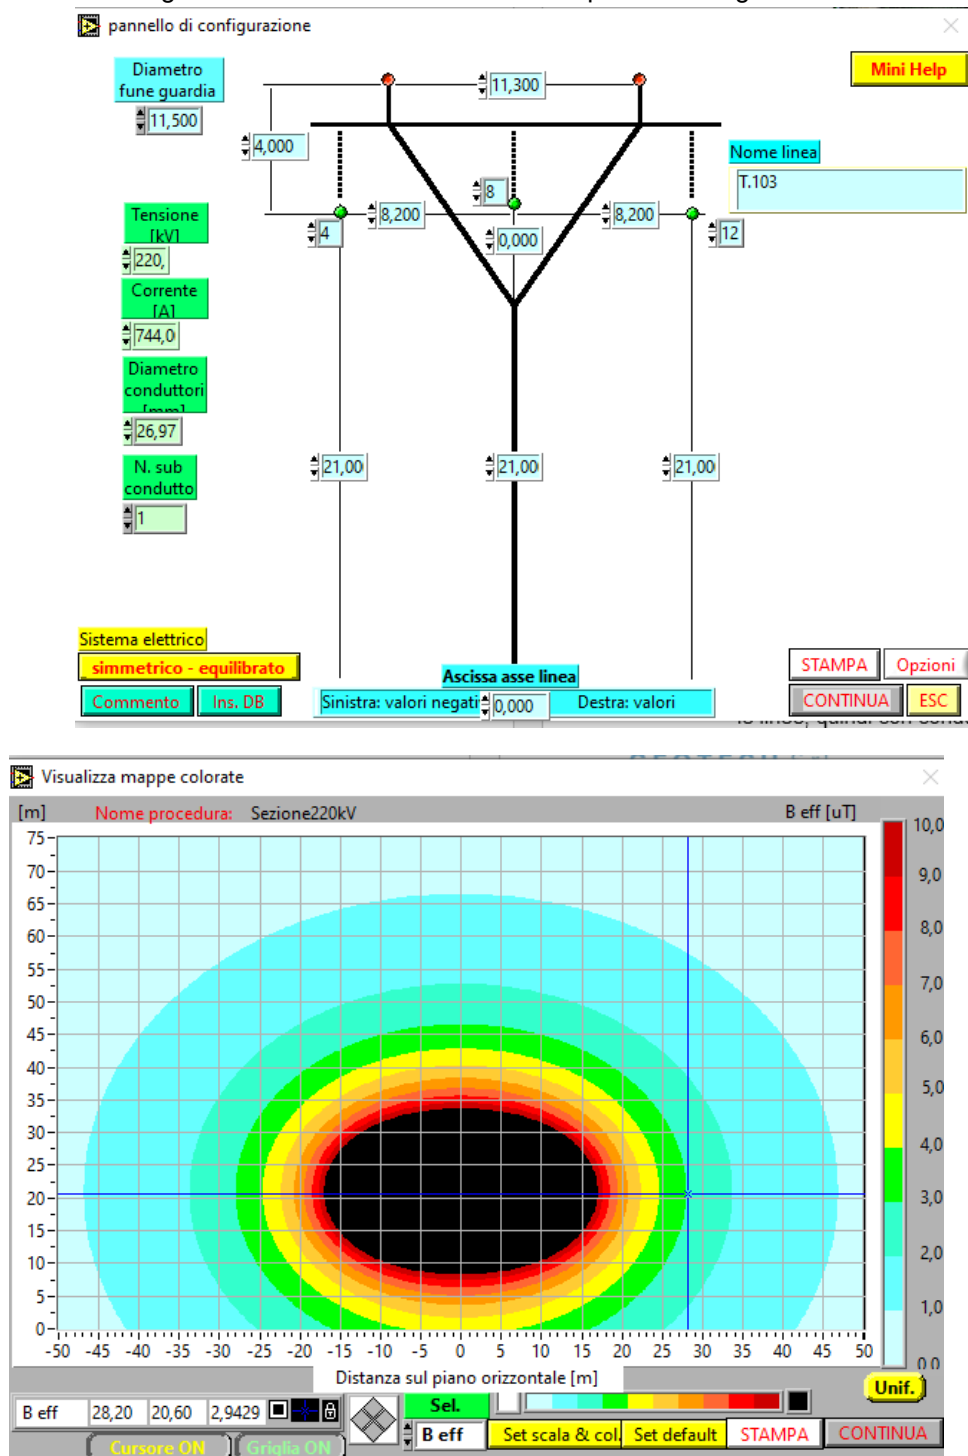 pannello di configurazione
Diametro
fune guardia
11,500
11,300
Mini Help
4,000
Nome linea
T.103
8
8,200
8,200
4
0,000
12
Tensione
[kV]
220,
Corrente
[A]
744,0
Diametro
conduttori
[mm]
26,97
N. sub
condutto
1
21,00
21,00
21,00
Sistema elettrico
simmetrico - equilibrato
Commento
Ins. DB
Ascissa asse linea
Sinistra: valori negati
0,000
Destra: valori
STAMPA
Opzioni
CONTINUA
ESC
Visualizza mappe colorate
[m]
Nome procedura:
Sezione220kV
B eff [uT]
75
70
65
60
55
50
45
40
35
30
25
20
15
10
5
0
-50 -45 -40 -35 -30 -25 -20 -15 -10 -5 0 5 10 15 20 25 30 35 40 45 50
10,0
9,0
8,0
7,0
6,0
5,0
4,0
3,0
2,0
1,0
0,0
Distanza sul piano orizzontale [m]
Unif.
B eff 28,20 20,60 2,9429
Sel.
B eff
Set scala & col.
Set default
STAMPA
CONTINUA
Cursore ON
Griglia ON